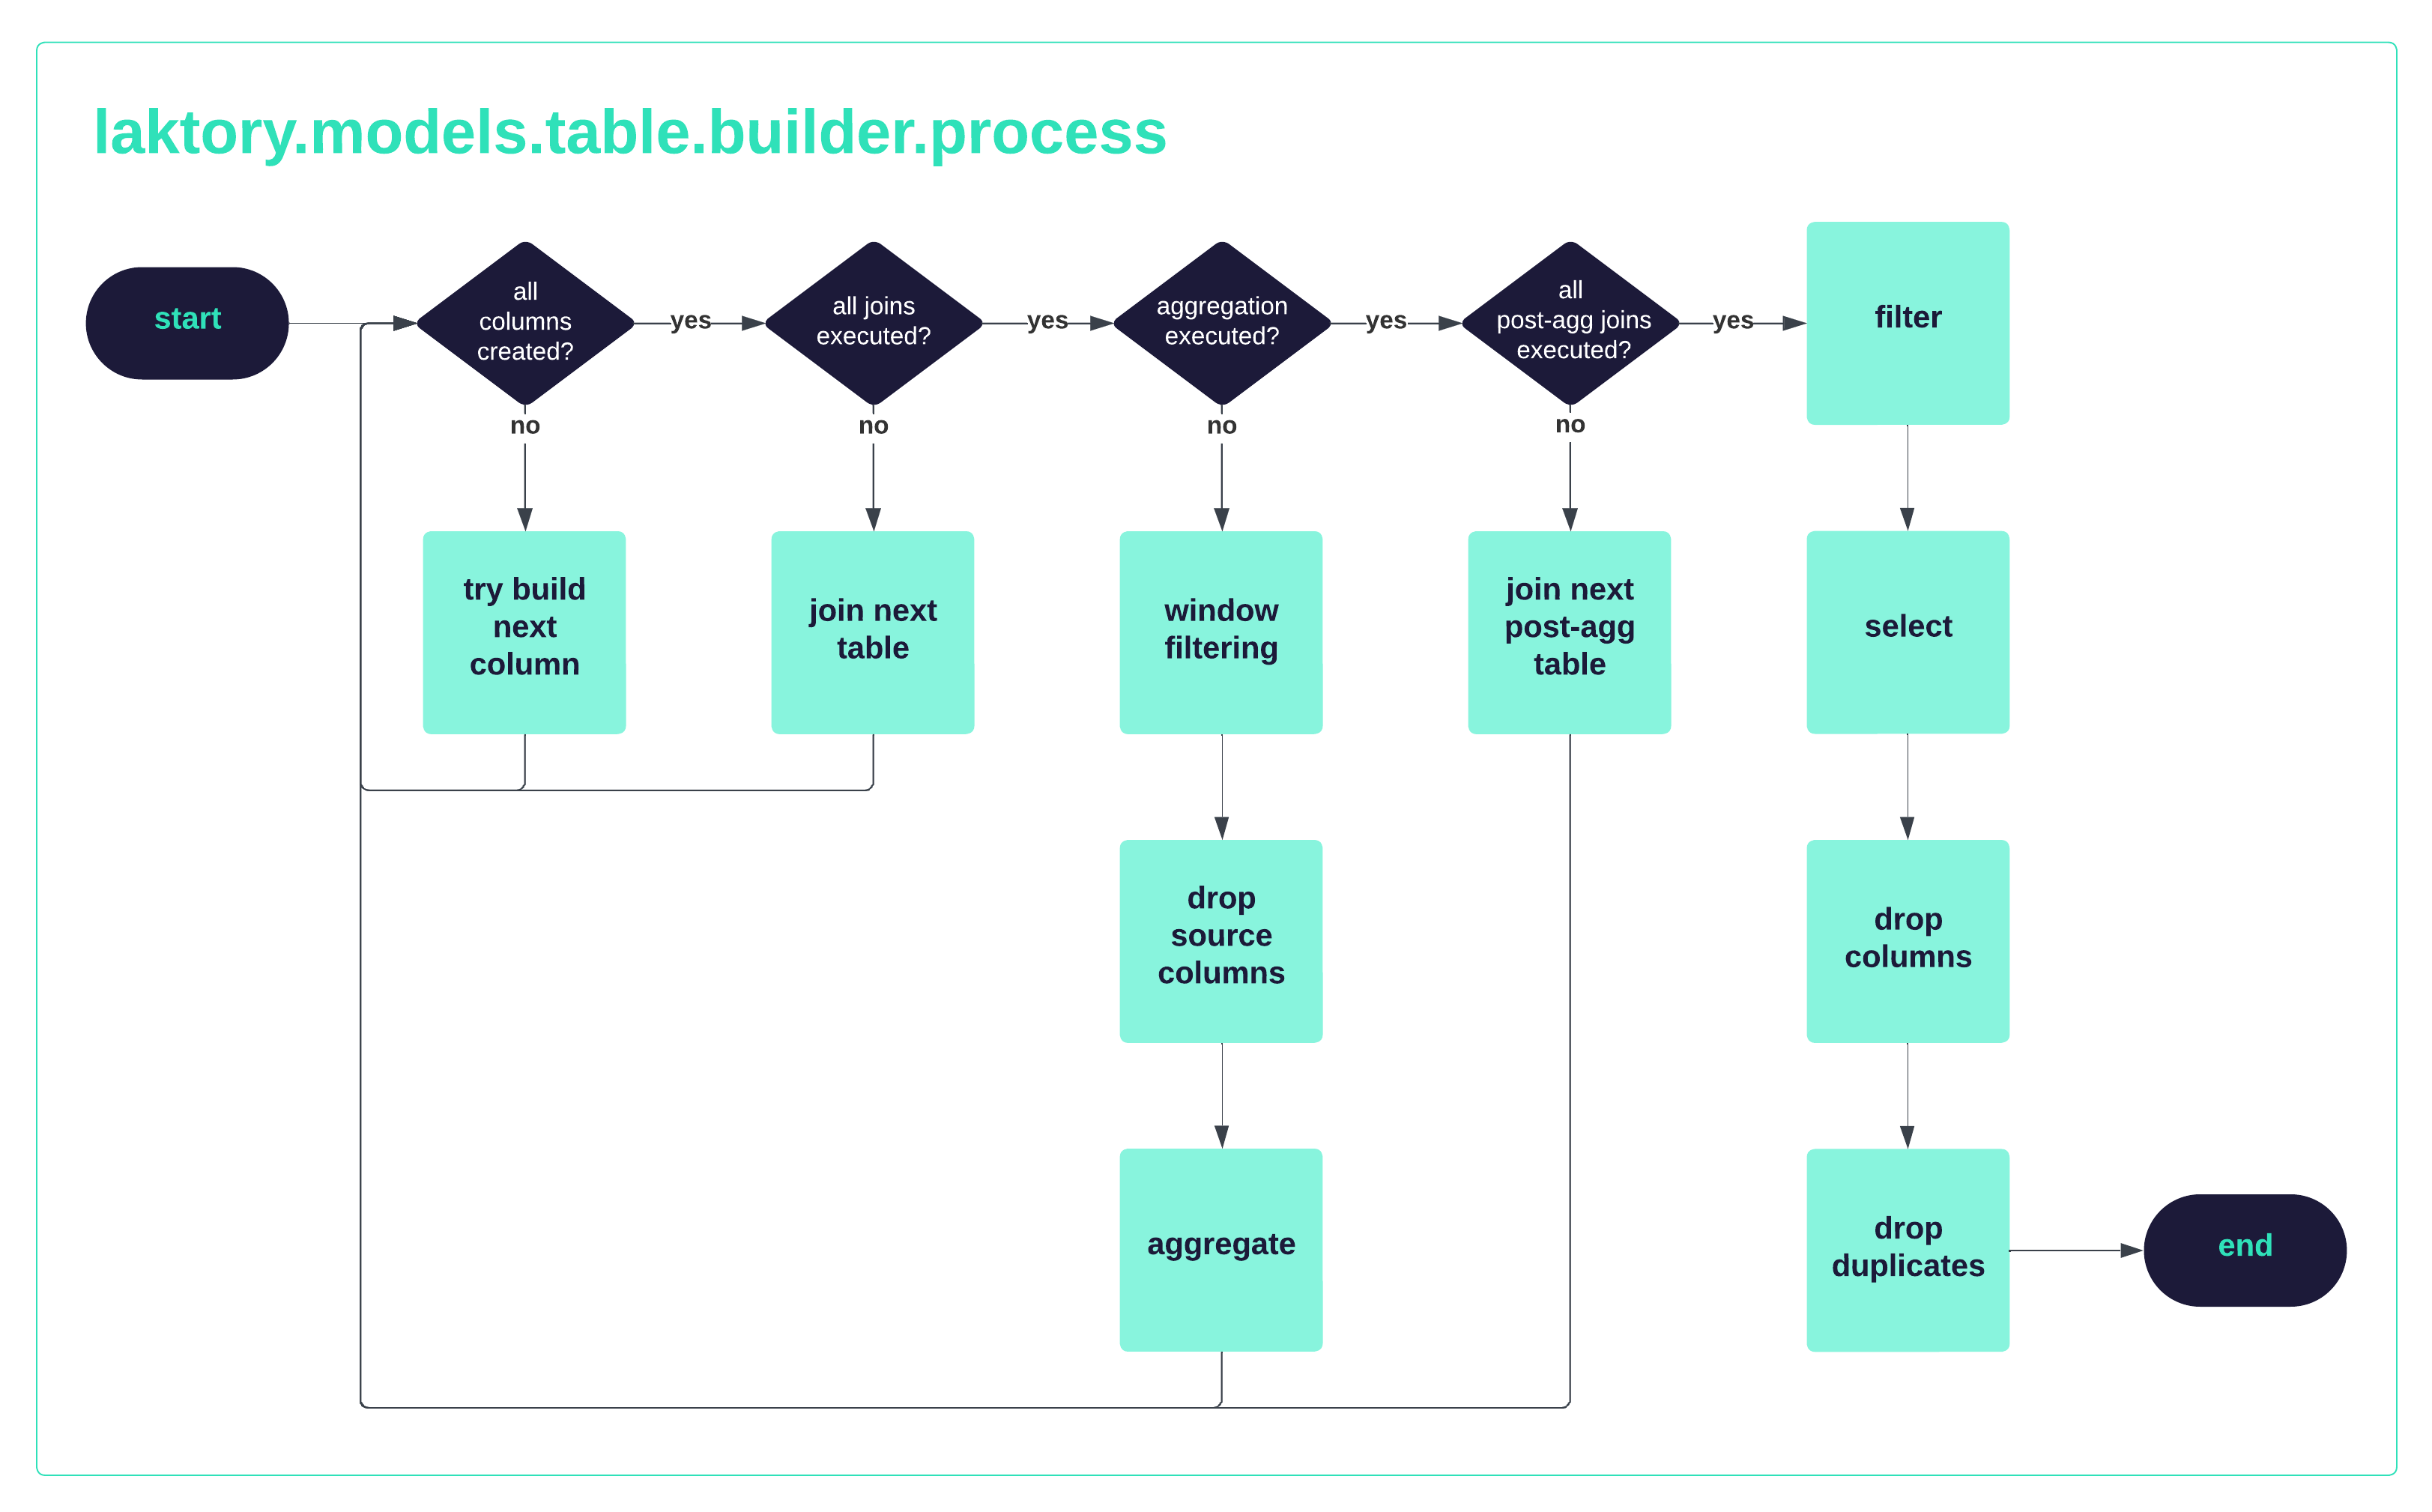 laktory.models.table.builder.process
start
all
columns
created?
yes
all joins
executed?
yes
aggregation
executed?
yes
all
post-agg joins
executed?
yes
filter
no
no
no
no
try build
next
column
join next
table
window
filtering
join next
post-agg
table
select
drop
source
columns
drop
columns
aggregate
drop
duplicates
end